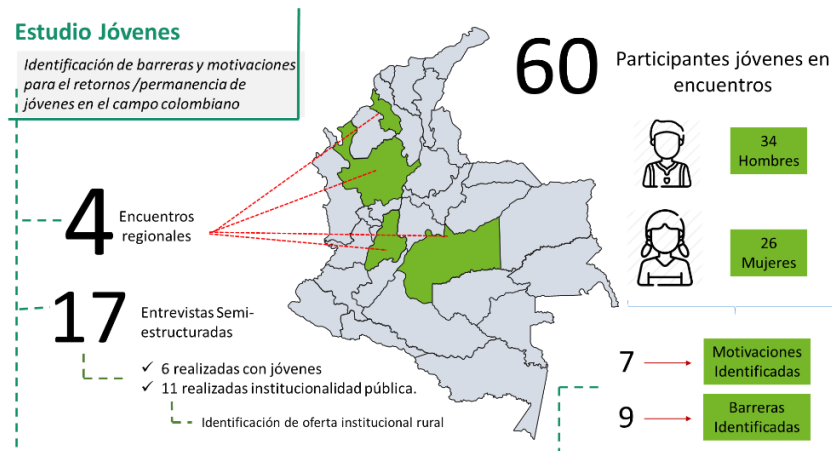 Estudio Jóvenes
Identificación de barreras y motivaciones
para el retornos /permanencia de
jóvenes en el campo colombiano
60
Participantes jóvenes en
encuentros
34
Hombres
26
Mujeres
4
Encuentros
regionales
17
Entrevistas Semi-
estructuradas
✓ 6 realizadas con jóvenes
✓ 11 realizadas institucionalidad pública.
Identificación de oferta institucional rural
7
Motivaciones
Identificadas
9
Barreras
Identificadas